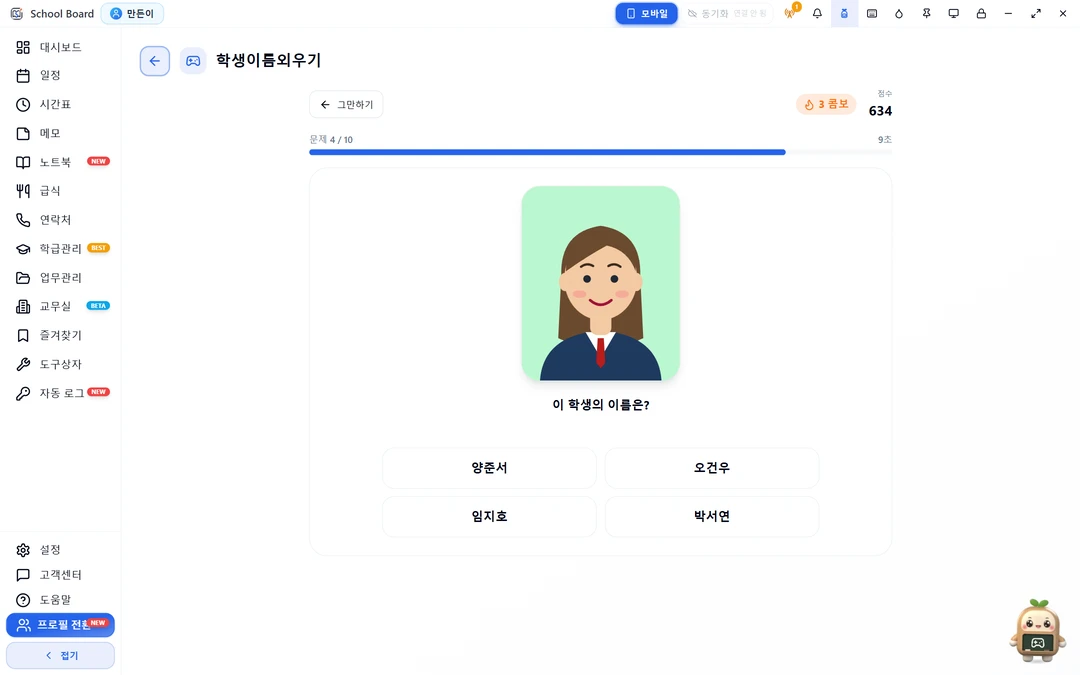 School Board
만든이
모바일
동기화 연결 안 됨
1
대시보드
일정
시간표
메모
노트북 NEW
급식
연락처
학급관리 BEST
업무관리
교무실 BETA
즐겨찾기
도구상자
자동 로그 NEW
설정
고객센터
도움말
프로필 전환 NEW
접기
학생이름외우기
그만하기
3 콤보
점수
634
문제 4 / 10
9초
이 학생의 이름은?
양준서
오건우
임지호
박서연